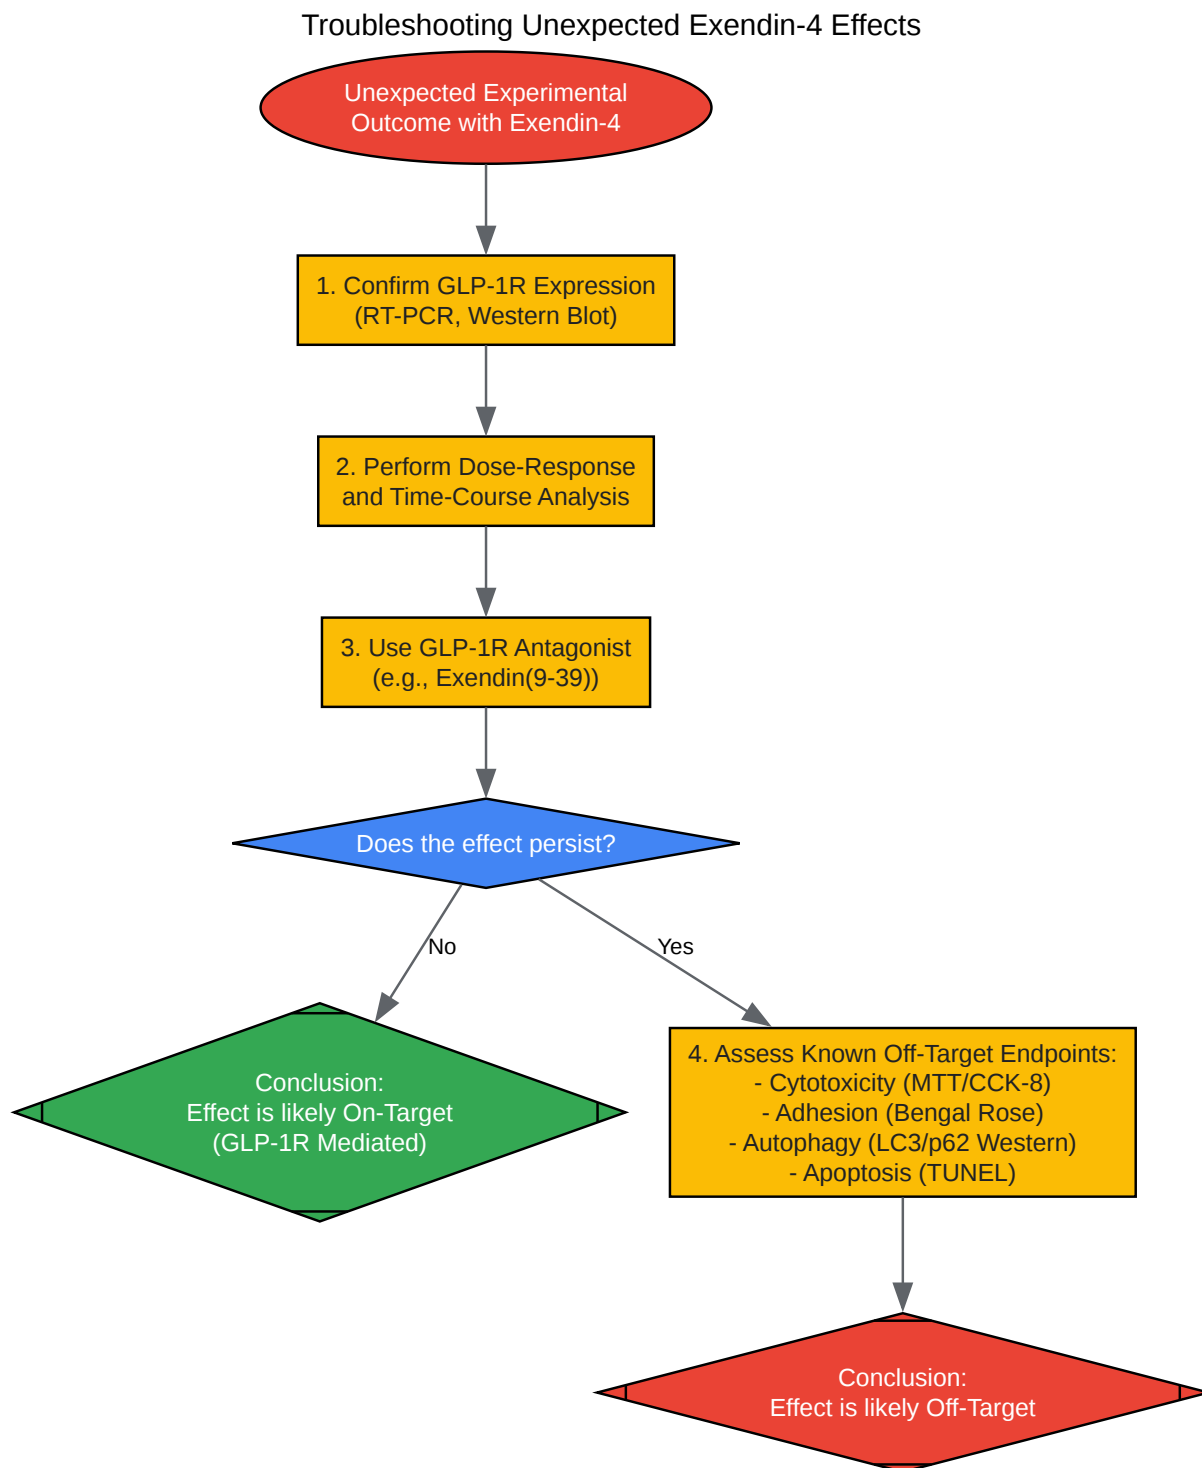 Troubleshooting Unexpected Exendin-4 Effects
Unexpected Experimental
Outcome with Exendin-4
1. Confirm GLP-1R Expression
(RT-PCR, Western Blot)
2. Perform Dose-Response
and Time-Course Analysis
3. Use GLP-1R Antagonist
(e.g., Exendin(9-39))
Does the effect persist?
No
Yes
Conclusion:
Effect is likely On-Target
(GLP-1R Mediated)
4. Assess Known Off-Target Endpoints:
- Cytotoxicity (MTT/CCK-8)
- Adhesion (Bengal Rose)
- Autophagy (LC3/p62 Western)
- Apoptosis (TUNEL)
Conclusion:
Effect is likely Off-Target